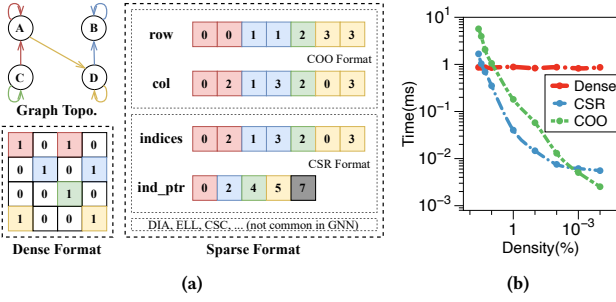 A B
C D
Graph Topo.
1 0 1 0
0 1 0 1
0 0 1 0
1 0 0 1
Dense Format
row 0 0 1 1 2 3 3
COO Format
col 0 2 1 3 2 0 3
indices 0 2 1 3 2 0 3
CSR Format
ind_ptr 0 2 4 5 7
DIA, ELL, CSC, ... (not common in GNN)
Sparse Format
(a)
Time(ms)
10¹
1
10⁻¹
10⁻²
10⁻³
Dense
CSR
COO
1 10⁻³
Density(%)
(b)